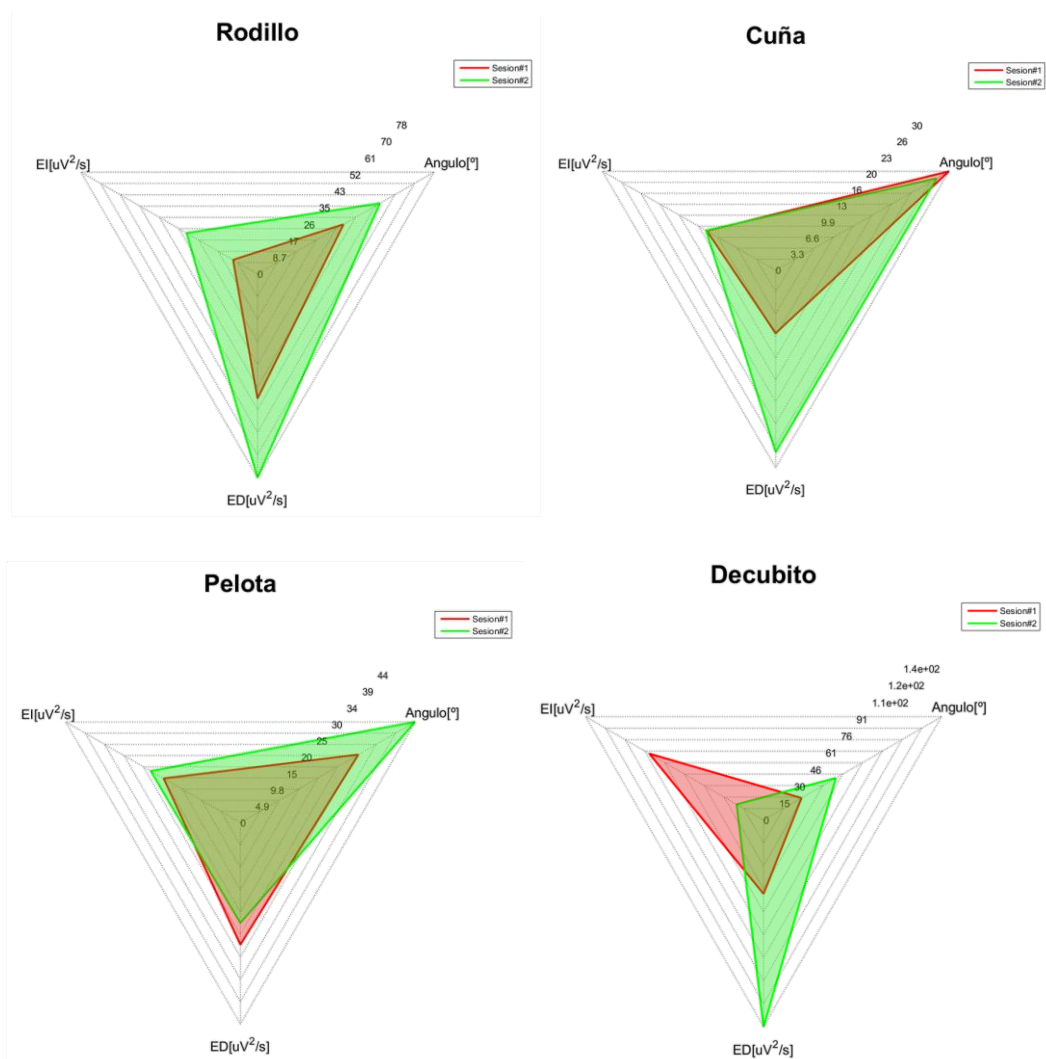 Rodillo
Sesion#1
Sesion#2
78
70
61
52
43
35
26
17
8.7
0
EI[uV²/s]
Angulo[º]
ED[uV²/s]
Cuña
Sesion#1
Sesion#2
30
26
23
20
16
13
9.9
6.6
3.3
0
EI[uV²/s]
Angulo[º]
ED[uV²/s]
Pelota
Sesion#1
Sesion#2
44
39
34
30
25
20
15
9.8
4.9
0
EI[uV²/s]
Angulo[º]
ED[uV²/s]
Decubito
Sesion#1
Sesion#2
1.4e+02
1.2e+02
1.1e+02
91
76
61
46
30
15
0
EI[uV²/s]
Angulo[º]
ED[uV²/s]